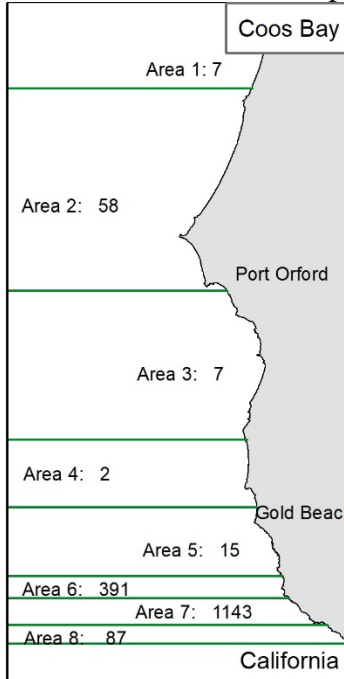 Coos Bay
Area 1: 7
Area 2: 58
Port Orford
Area 3: 7
Area 4: 2
Gold Beac
Area 5: 15
Area 6: 391
Area 7: 1143
Area 8: 87
California